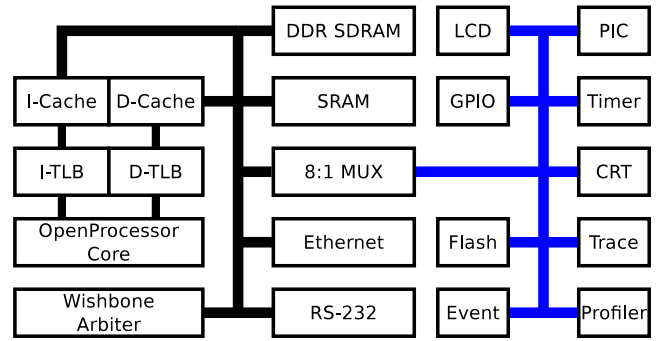 DDR SDRAM
LCD
PIC
I-Cache
D-Cache
SRAM
GPIO
Timer
I-TLB
D-TLB
8:1 MUX
CRT
OpenProcessor
Core
Ethernet
Flash
Trace
Wishbone
Arbiter
RS-232
Event
Profiler